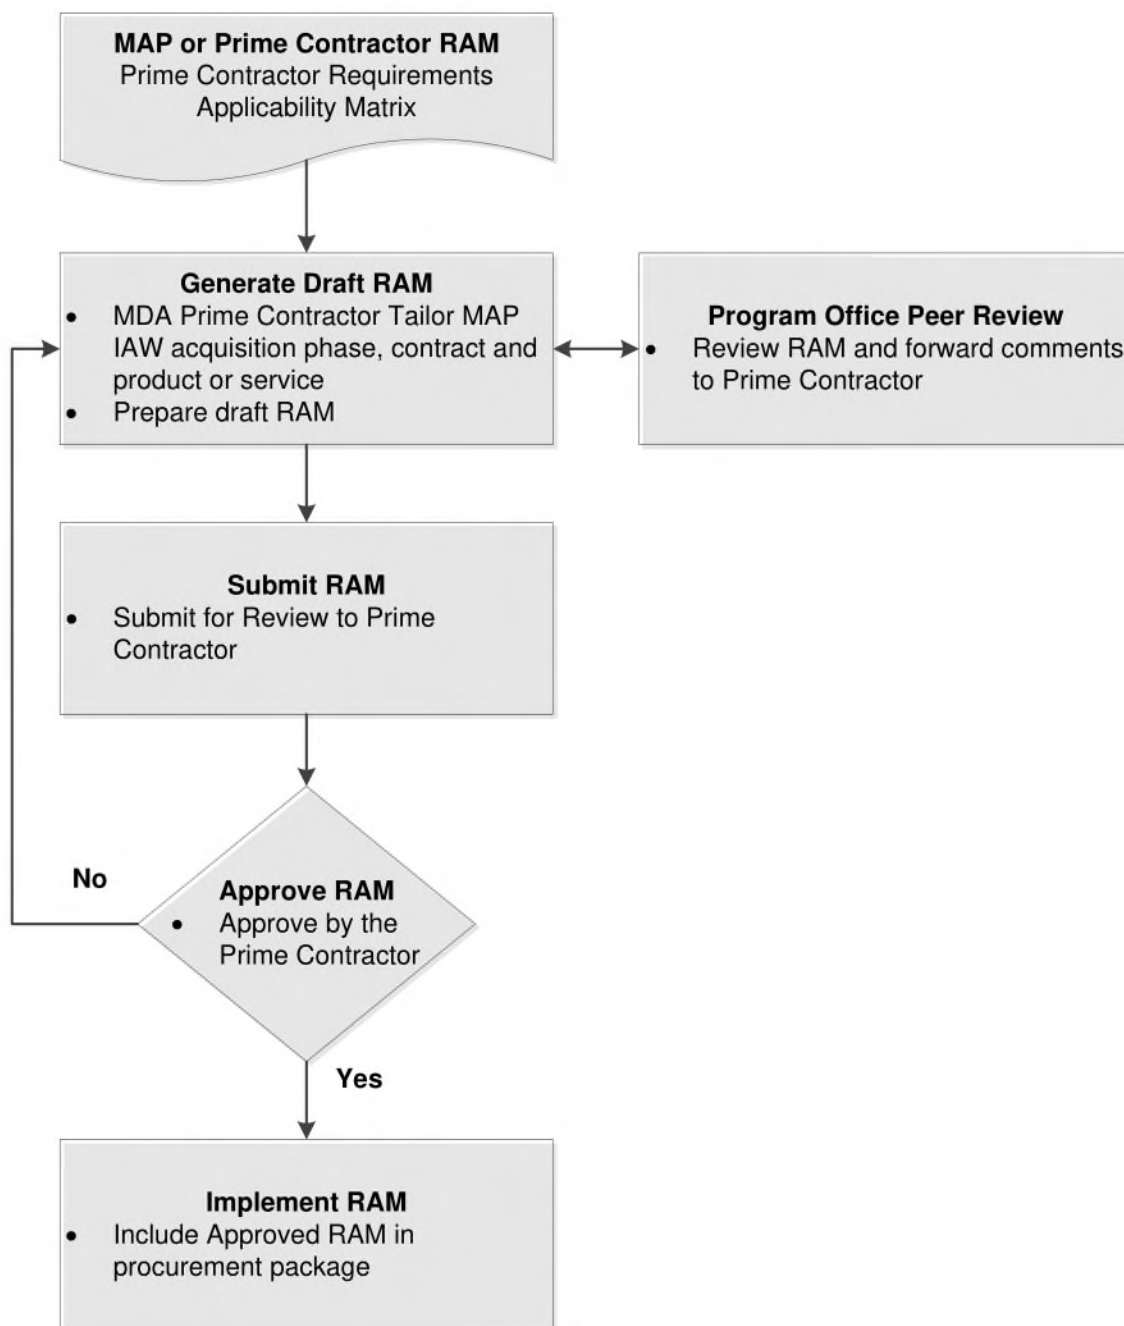 MAP or Prime Contractor RAM
Prime Contractor Requirements
Applicability Matrix
Generate Draft RAM
• MDA Prime Contractor Tailor MAP
IAW acquisition phase, contract and
product or service
• Prepare draft RAM
Program Office Peer Review
• Review RAM and forward comments
to Prime Contractor
Submit RAM
• Submit for Review to Prime
Contractor
No
Approve RAM
• Approve by the
Prime Contractor
Yes
Implement RAM
• Include Approved RAM in
procurement package